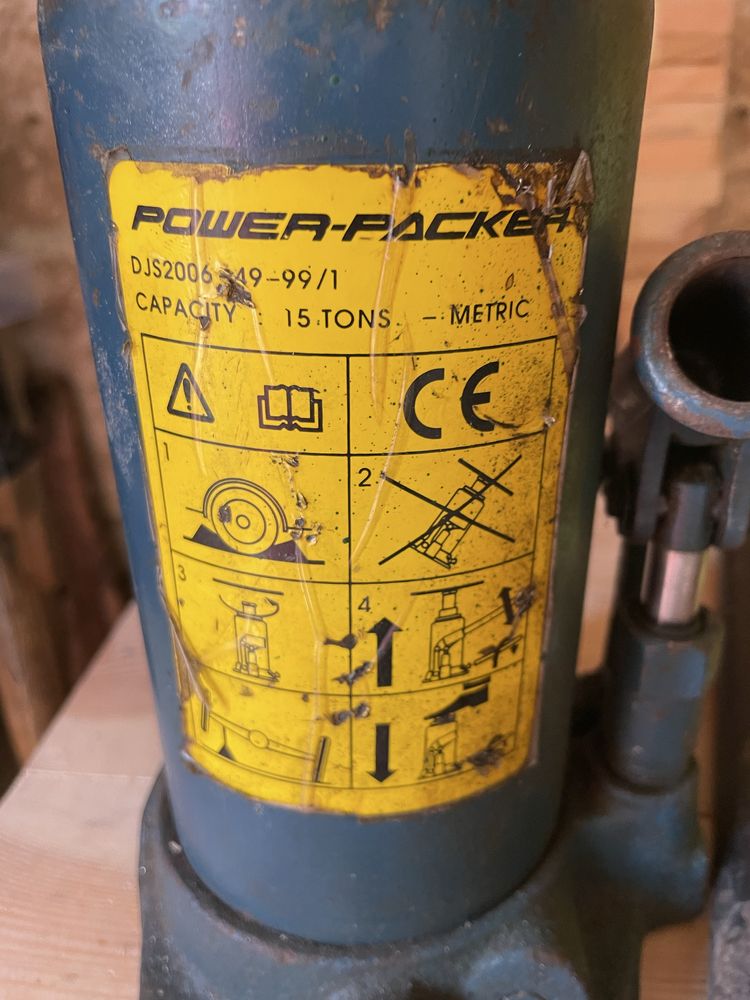 POWER-PACKER
DJS2006 49-99/1
CAPACITY : 15 TONS - METRIC
CE
1
2
3
4